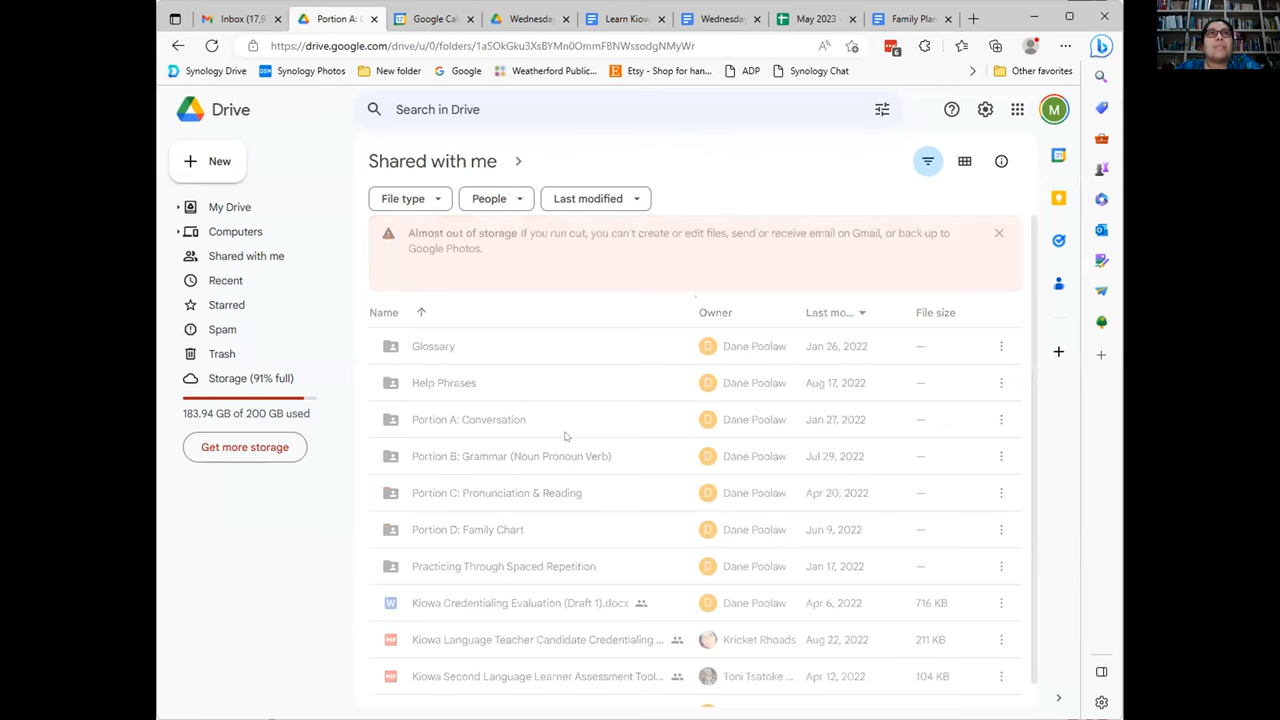 Inbox (17,9
Portion A: C
Google Cal
Wednesday
Learn Kiow
Wednesday
May 2023
Family Plan
https://drive.google.com/drive/u/0/folders/1aSOkGku3XsBYMn0OmmFBNWssodgNMyWr
6
Synology Drive
DSM
Synology Photos
New folder
Google
Weatherford Public...
Etsy - Shop for han...
ADP
Synology Chat
Other favorites
Drive
Search in Drive
M
New
Shared with me
My Drive
Computers
Shared with me
Recent
Starred
Spam
Trash
Storage (91% full)
183.94 GB of 200 GB used
Get more storage
File type
People
Last modified
Almost out of storage If you run out, you can't create or edit files, send or receive email on Gmail, or back up to
Google Photos.
Name
Owner
Last mo...
File size
Glossary D Dane Poolaw Jan 26, 2022 —
Help Phrases D Dane Poolaw Aug 17, 2022 —
Portion A: Conversation D Dane Poolaw Jan 27, 2022 —
Portion B: Grammar (Noun Pronoun Verb) D Dane Poolaw Jul 29, 2022 —
Portion C: Pronunciation & Reading D Dane Poolaw Apr 20, 2022 —
Portion D: Family Chart D Dane Poolaw Jun 9, 2022 —
Practicing Through Spaced Repetition D Dane Poolaw Jan 17, 2022 —
W Kiowa Credentialing Evaluation (Draft 1).docx D Dane Poolaw Apr 6, 2022 716 KB
PDF Kiowa Language Teacher Candidate Credentialing ... Kricket Rhoads Aug 22, 2022 211 KB
PDF Kiowa Second Language Learner Assessment Tool... Toni Tsatoke ... Apr 12, 2022 104 KB